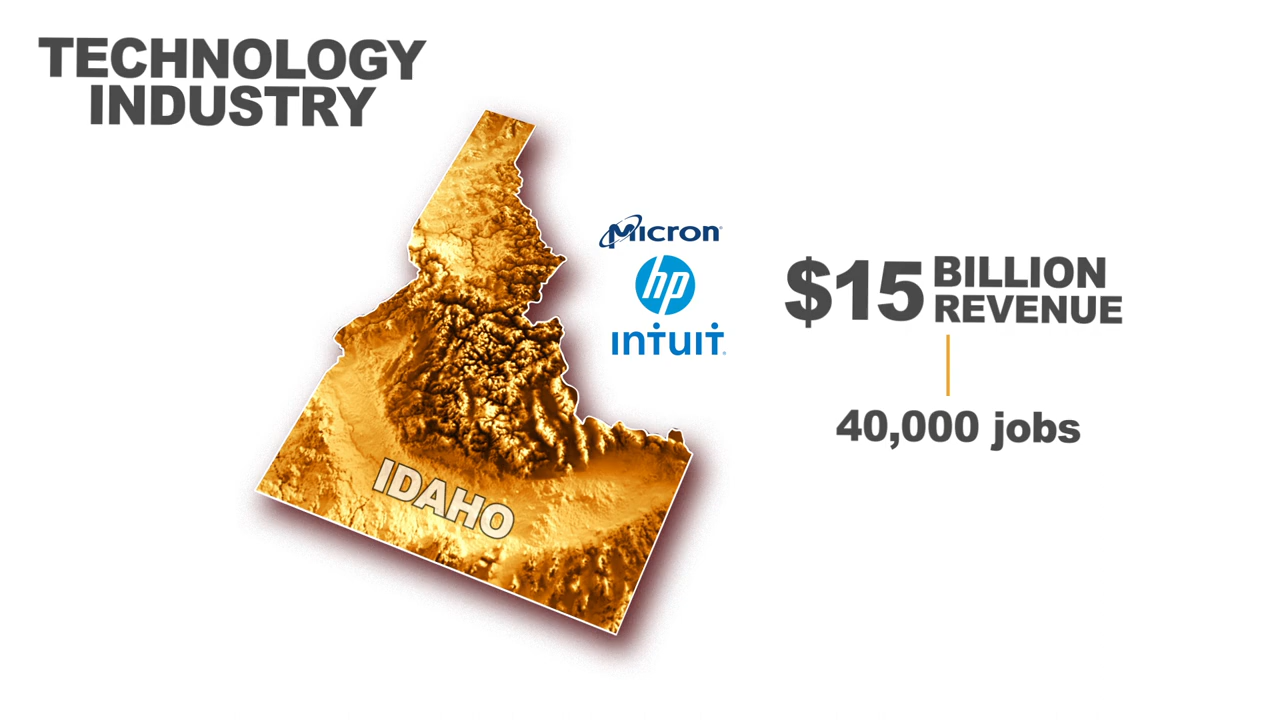 TECHNOLOGY
INDUSTRY
Micron
hp
intuit
$15 BILLION
REVENUE
40,000 jobs
IDAHO